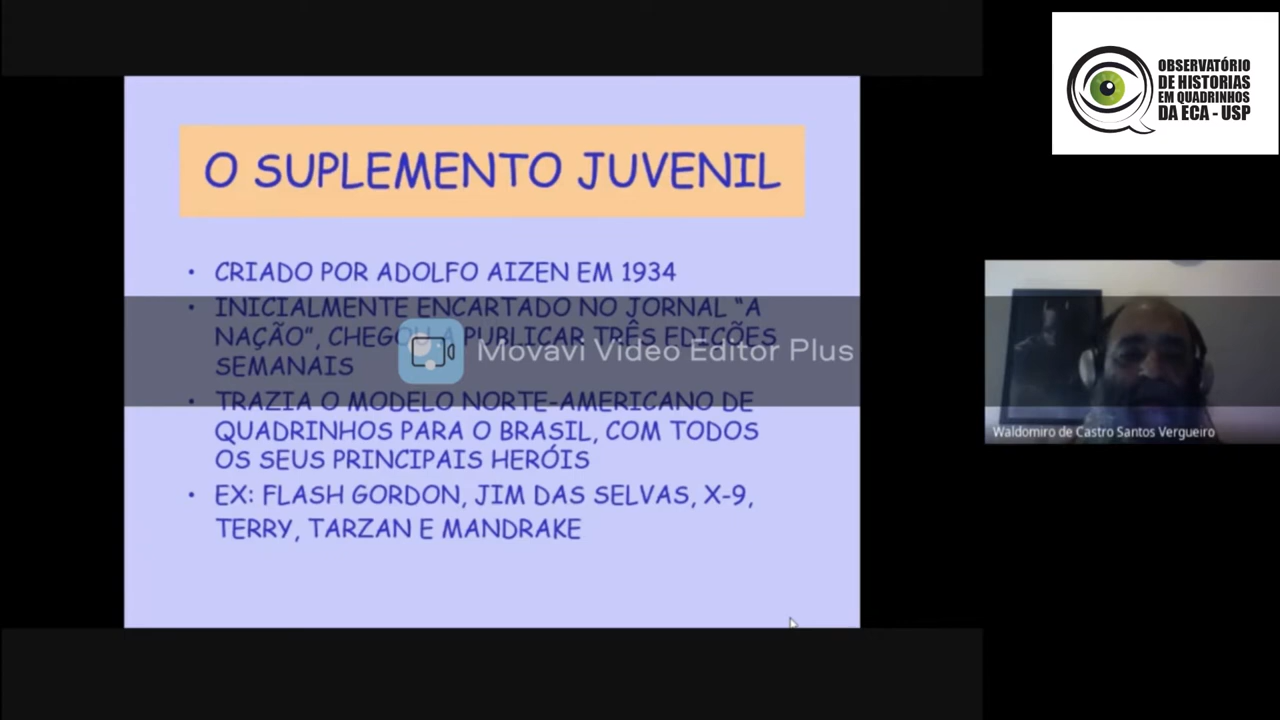 OBSERVATÓRIO
DE HISTORIAS
EM QUADRINHOS
DA ECA - USP
O SUPLEMENTO JUVENIL
• CRIADO POR ADOLFO AIZEN EM 1934
• INICIALMENTE ENCARTADO NO JORNAL “A
NAÇÃO”, CHEGOU A PUBLICAR TRÊS EDIÇÕES
SEMANAIS
Movavi Video Editor Plus
• TRAZIA O MODELO NORTE-AMERICANO DE
QUADRINHOS PARA O BRASIL, COM TODOS
OS SEUS PRINCIPAIS HERÓIS
• EX: FLASH GORDON, JIM DAS SELVAS, X-9,
TERRY, TARZAN E MANDRAKE
Waldomiro de Castro Santos Vergueiro